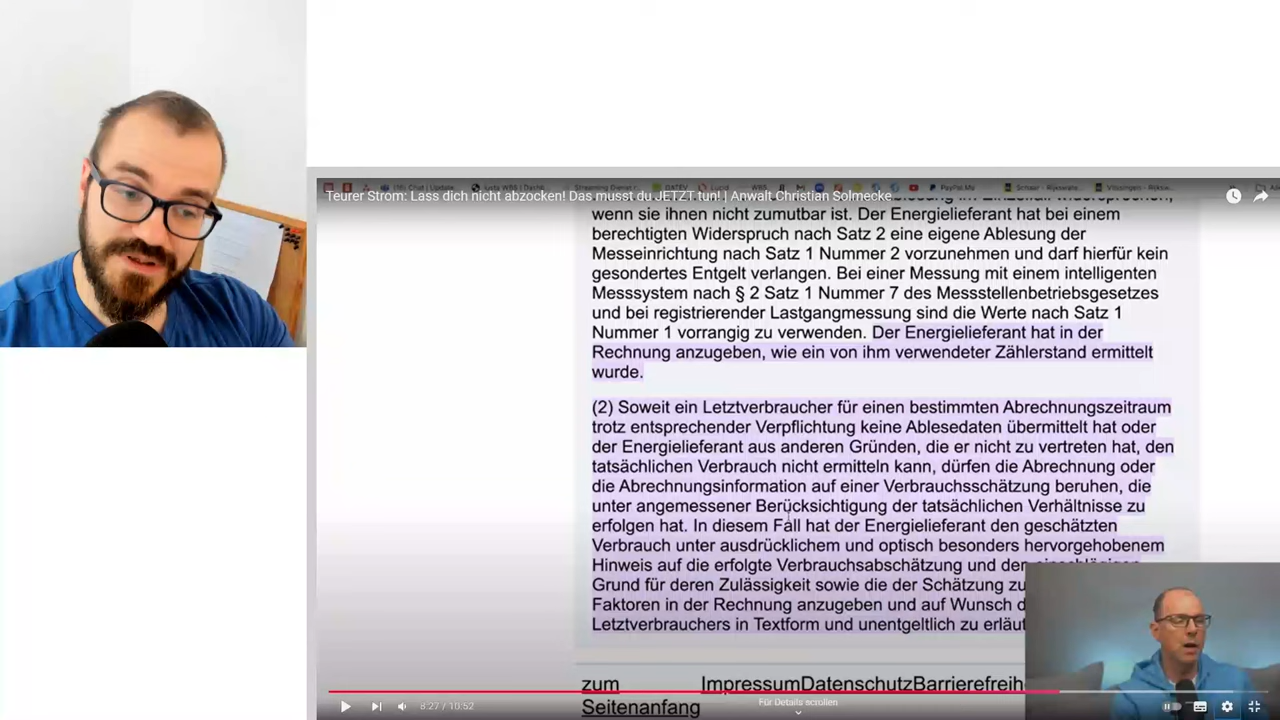 Teurer Strom: Lass dich nicht abzocken! Das musst du JETZT tun! | Anwalt Christian Solmecke
wenn sie ihnen nicht zumutbar ist. Der Energielieferant hat bei einem
berechtigten Widerspruch nach Satz 2 eine eigene Ablesung der
Messeinrichtung nach Satz 1 Nummer 2 vorzunehmen und darf hierfür kein
gesondertes Entgelt verlangen. Bei einer Messung mit einem intelligenten
Messsystem nach § 2 Satz 1 Nummer 7 des Messstellenbetriebsgesetzes
und bei registrierender Lastgangmessung sind die Werte nach Satz 1
Nummer 1 vorrangig zu verwenden. Der Energielieferant hat in der
Rechnung anzugeben, wie ein von ihm verwendeter Zählerstand ermittelt
wurde.
(2) Soweit ein Letztverbraucher für einen bestimmten Abrechnungszeitraum
trotz entsprechender Verpflichtung keine Ablesedaten übermittelt hat oder
der Energielieferant aus anderen Gründen, die er nicht zu vertreten hat, den
tatsächlichen Verbrauch nicht ermitteln kann, dürfen die Abrechnung oder
die Abrechnungsinformation auf einer Verbrauchsschätzung beruhen, die
unter angemessener Berücksichtigung der tatsächlichen Verhältnisse zu
erfolgen hat. In diesem Fall hat der Energielieferant den geschätzten
Verbrauch unter ausdrücklichem und optisch besonders hervorgehobenem
Hinweis auf die erfolgte Verbrauchsabschätzung und den
Grund für deren Zulässigkeit sowie die der Schätzung zu
Faktoren in der Rechnung anzugeben und auf Wunsch d
Letztverbrauchers in Textform und unentgeltlich zu erläut
zum Seitenanfang
ImpressumDatenschutzBarrierefreihe
8:27 / 10:52
Für Details scrollen